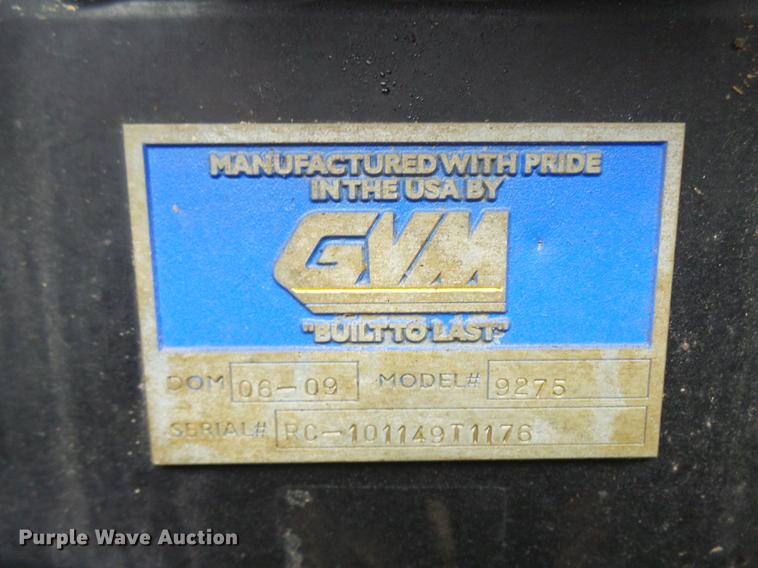 MANUFACTURED WITH PRIDE
IN THE USA BY
GVM
"BUILT TO LAST"
DOM 06-09 MODEL# 9275
SERIAL# RC-101149T1176
Purple Wave Auction